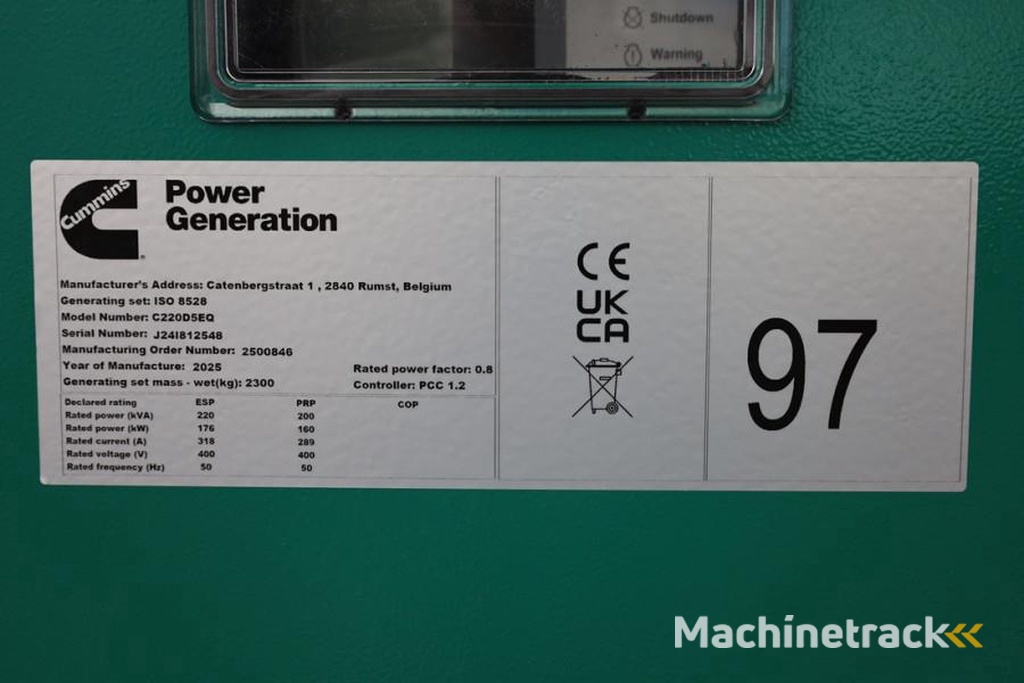 Shutdown
Warning
Cummins
Power
Generation
Manufacturer's Address: Catenbergstraat 1 , 2840 Rumst, Belgium
Generating set: ISO 8528
Model Number: C220D5EQ
Serial Number: J24I812548
Manufacturing Order Number: 2500846
Year of Manufacture: 2025 Rated power factor: 0.8
Generating set mass - wet(kg): 2300 Controller: PCC 1.2
Declared rating ESP PRP COP
Rated power (kVA) 220 200
Rated power (kW) 176 160
Rated current (A) 318 289
Rated voltage (V) 400 400
Rated frequency (Hz) 50 50
CE
UK
CA
97
Machinetrack